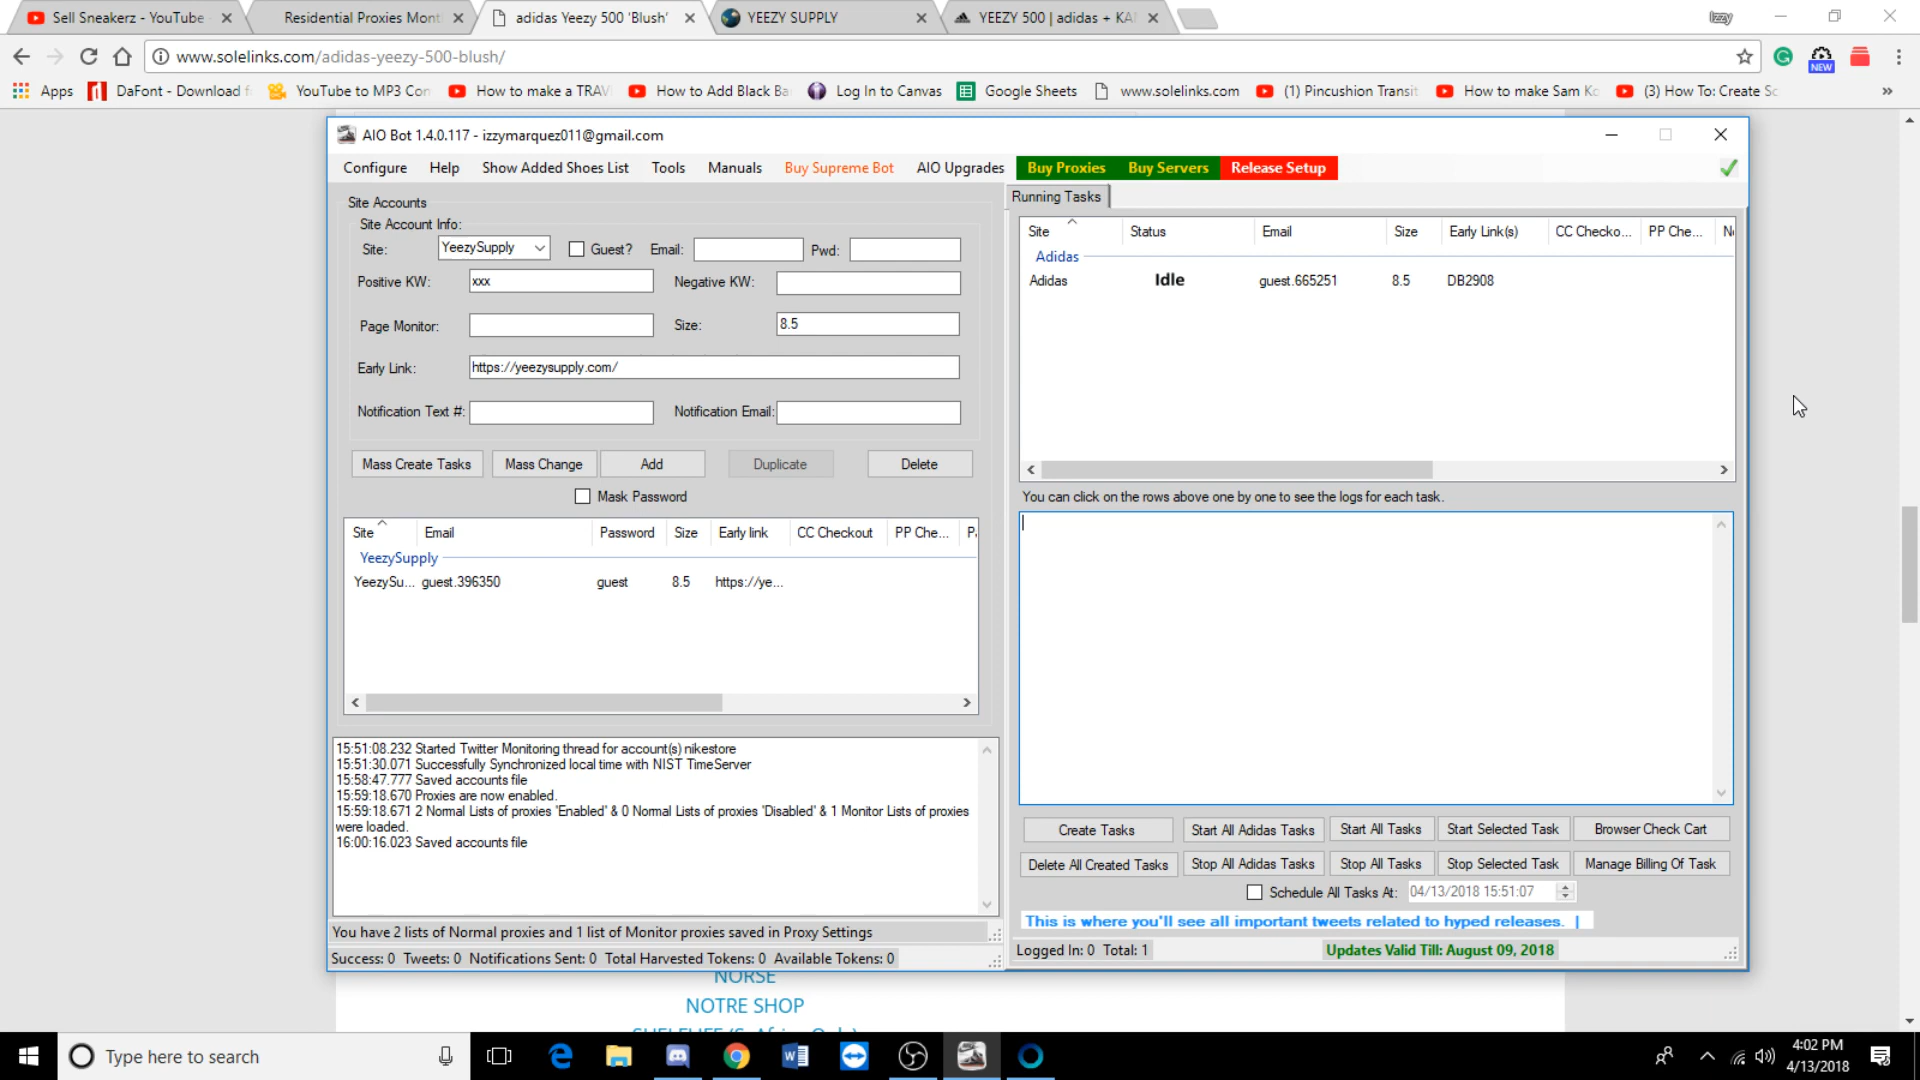 Sell Sneakerz - YouTube
Residential Proxies Mont
adidas Yeezy 500 'Blush'
YEEZY SUPPLY
YEEZY 500 | adidas + KA
Izzy
www.solelinks.com/adidas-yeezy-500-blush/
NEW
Apps
DaFont - Download
YouTube to MP3 Con
How to make a TRAV
How to Add Black Ba
Log In to Canvas
Google Sheets
www.solelinks.com
(1) Pincushion Transit
How to make Sam Ko
(3) How To: Create Sc
AIO Bot 1.4.0.117 - izzymarquez011@gmail.com
Configure Help Show Added Shoes List Tools Manuals Buy Supreme Bot AIO Upgrades Buy Proxies Buy Servers Release Setup
Site Accounts
Site Account Info:
Site: YeezySupply Guest? Email: Pwd:
Positive KW: xxx Negative KW:
Page Monitor: Size: 8.5
Early Link: https://yeezysupply.com/
Notification Text #: Notification Email:
Mass Create Tasks Mass Change Add Duplicate Delete
Mask Password
Site Email Password Size Early link CC Checkout PP Che... P
YeezySupply
YeezySu... guest.396350 guest 8.5 https://ye...
15:51:08.232 Started Twitter Monitoring thread for account(s) nikestore
15:51:30.071 Successfully Synchronized local time with NIST TimeServer
15:58:47.777 Saved accounts file
15:59:18.670 Proxies are now enabled.
15:59:18.671 2 Normal Lists of proxies 'Enabled' & 0 Normal Lists of proxies 'Disabled' & 1 Monitor Lists of proxies
were loaded.
16:00:16.023 Saved accounts file
You have 2 lists of Normal proxies and 1 list of Monitor proxies saved in Proxy Settings
Success: 0 Tweets: 0 Notifications Sent: 0 Total Harvested Tokens: 0 Available Tokens: 0
Running Tasks
Site Status Email Size Early Link(s) CC Checko... PP Che... N
Adidas
Adidas Idle guest.665251 8.5 DB2908
You can click on the rows above one by one to see the logs for each task.
Create Tasks Start All Adidas Tasks Start All Tasks Start Selected Task Browser Check Cart
Delete All Created Tasks Stop All Adidas Tasks Stop All Tasks Stop Selected Task Manage Billing Of Task
Schedule All Tasks At: 04/13/2018 15:51:07
This is where you'll see all important tweets related to hyped releases. |
Logged In: 0 Total: 1 Updates Valid Till: August 09, 2018
NORSE
NOTRE SHOP
Type here to search
4:02 PM
4/13/2018